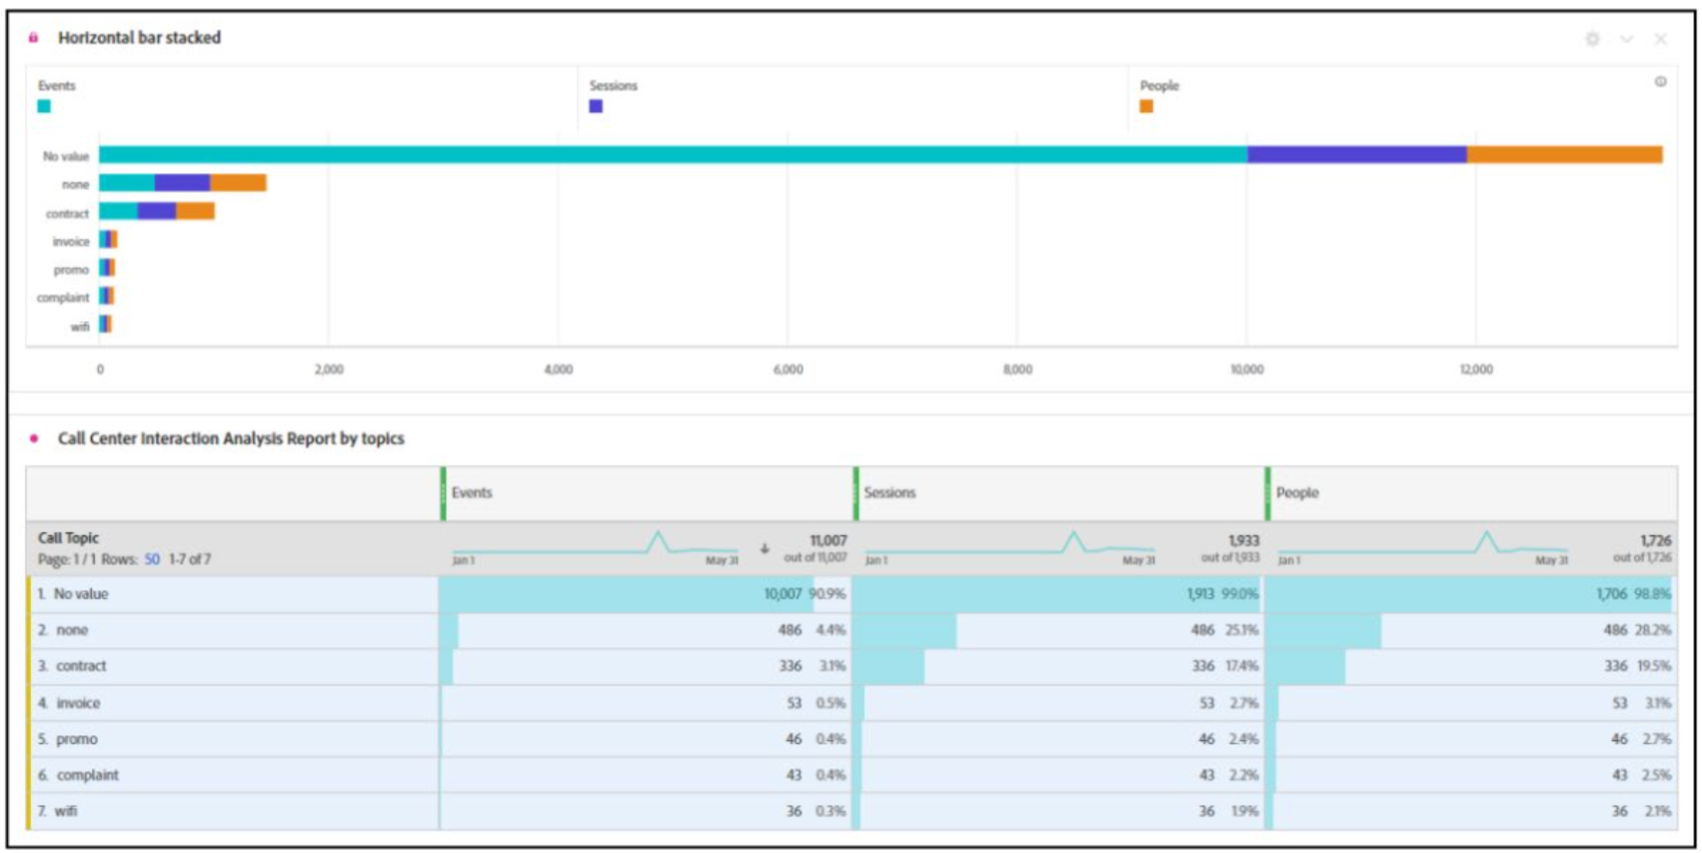 Horizontal bar stacked
Events Sessions People
No value
none
contract
invoice
promo
complaint
wifi
0 2,000 4,000 6,000 8,000 10,000 12,000
Call Center Interaction Analysis Report by topics
Events Sessions People
Call Topic 11,007 1,933 1,726
Page: 1 / 1 Rows: 50 1-7 of 7 Jan 1 May 31 out of 11,007 Jan 1 May 31 out of 1,933 Jan 1 May 31 out of 1,726
1. No value 10,007 90.9% 1,913 99.0% 1,706 98.8%
2. none 486 4.4% 486 25.1% 486 28.2%
3. contract 336 3.1% 336 17.4% 336 19.5%
4. invoice 53 0.5% 53 2.7% 53 3.1%
5. promo 46 0.4% 46 2.4% 46 2.7%
6. complaint 43 0.4% 43 2.2% 43 2.5%
7. wifi 36 0.3% 36 1.9% 36 2.1%